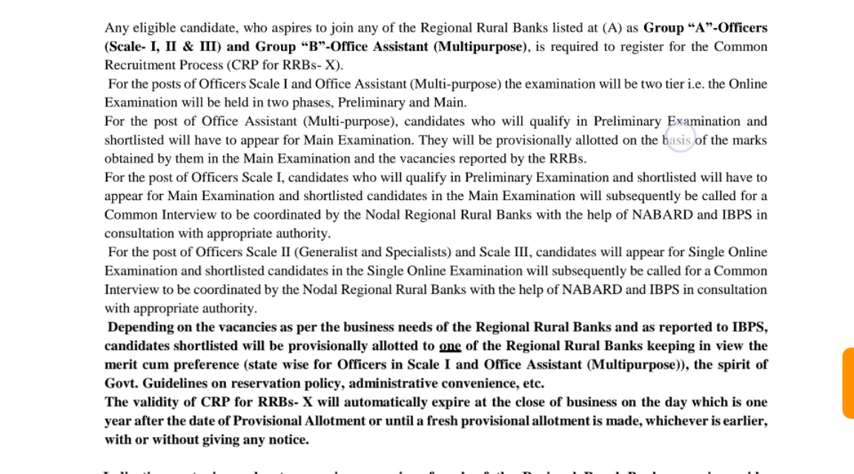 Any eligible candidate, who aspires to join any of the Regional Rural Banks listed at (A) as Group “A”-Officers
(Scale- I, II & III) and Group “B”-Office Assistant (Multipurpose), is required to register for the Common
Recruitment Process (CRP for RRBs- X).
For the posts of Officers Scale I and Office Assistant (Multi-purpose) the examination will be two tier i.e. the Online
Examination will be held in two phases, Preliminary and Main.
For the post of Office Assistant (Multi-purpose), candidates who will qualify in Preliminary Examination and
shortlisted will have to appear for Main Examination. They will be provisionally allotted on the basis of the marks
obtained by them in the Main Examination and the vacancies reported by the RRBs.
For the post of Officers Scale I, candidates who will qualify in Preliminary Examination and shortlisted will have to
appear for Main Examination and shortlisted candidates in the Main Examination will subsequently be called for a
Common Interview to be coordinated by the Nodal Regional Rural Banks with the help of NABARD and IBPS in
consultation with appropriate authority.
For the post of Officers Scale II (Generalist and Specialists) and Scale III, candidates will appear for Single Online
Examination and shortlisted candidates in the Single Online Examination will subsequently be called for a Common
Interview to be coordinated by the Nodal Regional Rural Banks with the help of NABARD and IBPS in consultation
with appropriate authority.
Depending on the vacancies as per the business needs of the Regional Rural Banks and as reported to IBPS,
candidates shortlisted will be provisionally allotted to one of the Regional Rural Banks keeping in view the
merit cum preference (state wise for Officers in Scale I and Office Assistant (Multipurpose)), the spirit of
Govt. Guidelines on reservation policy, administrative convenience, etc.
The validity of CRP for RRBs- X will automatically expire at the close of business on the day which is one
year after the date of Provisional Allotment or until a fresh provisional allotment is made, whichever is earlier,
with or without giving any notice.